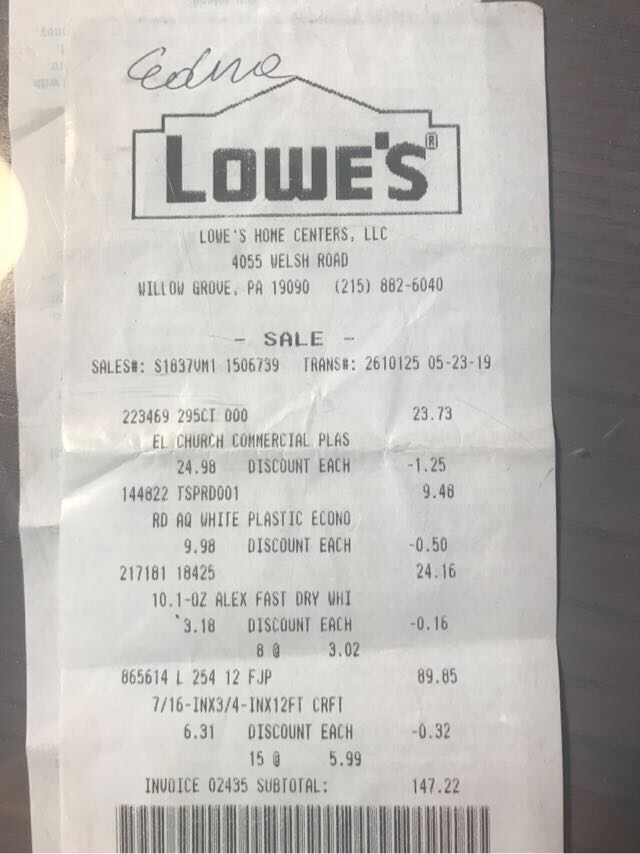 Edna
LOWE'S®
LOWE'S HOME CENTERS, LLC
4055 WELSH ROAD
WILLOW GROVE, PA 19090 (215) 882-6040
- SALE -
SALES#: S1837VM1 1506739 TRANS#: 2610125 05-23-19
223469 295CT 000 23.73
EL CHURCH COMMERCIAL PLAS
24.98 DISCOUNT EACH -1.25
144822 TSPRD001 9.48
RD AQ WHITE PLASTIC ECONO
9.98 DISCOUNT EACH -0.50
217181 18425 24.16
10.1-OZ ALEX FAST DRY WHI
3.18 DISCOUNT EACH -0.16
8 @ 3.02
865614 L 254 12 FJP 89.85
7/16-INX3/4-INX12FT CRFT
6.31 DISCOUNT EACH -0.32
15 @ 5.99
INVOICE 02435 SUBTOTAL: 147.22